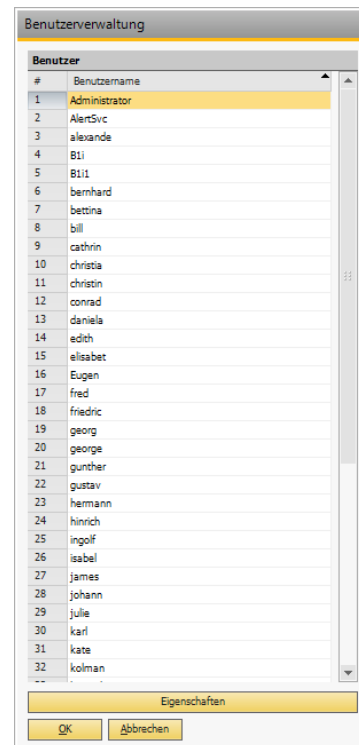 Benutzerverwaltung
Benutzer
# Benutzername
1 Administrator
2 AlertSvc
3 alexande
4 B1i
5 B1i1
6 bernhard
7 bettina
8 bill
9 cathrin
10 christia
11 christin
12 conrad
13 daniela
14 edith
15 elisabet
16 Eugen
17 fred
18 friedric
19 georg
20 george
21 gunther
22 gustav
23 hermann
24 hinrich
25 ingolf
26 isabel
27 james
28 johann
29 julie
30 karl
31 kate
32 kolman
Eigenschaften
OK Abbrechen